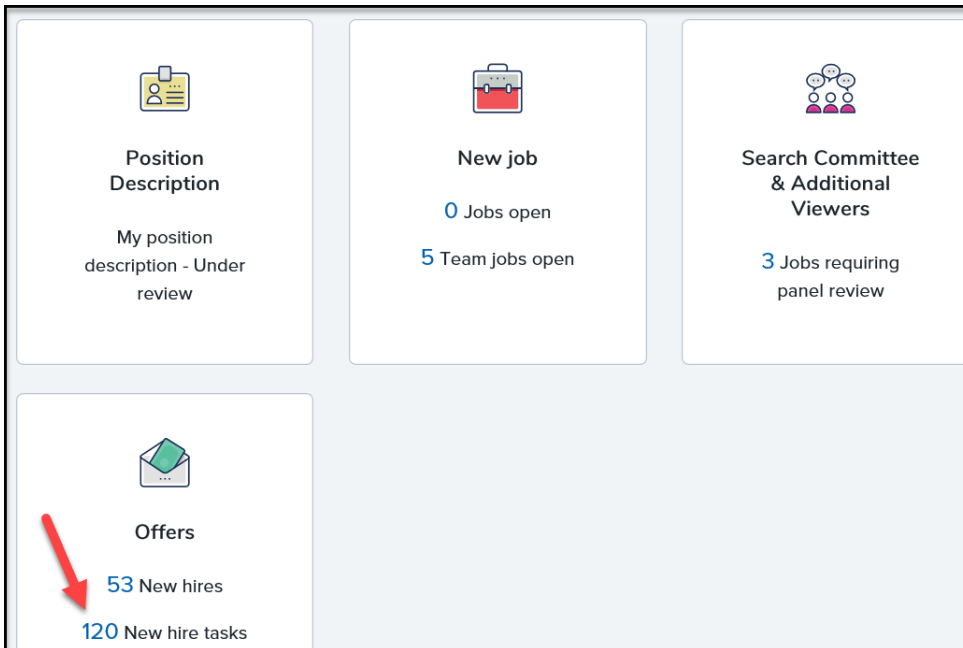 Position
Description
My position
description - Under
review
New job
0 Jobs open
5 Team jobs open
Search Committee
& Additional
Viewers
3 Jobs requiring
panel review
Offers
53 New hires
120 New hire tasks